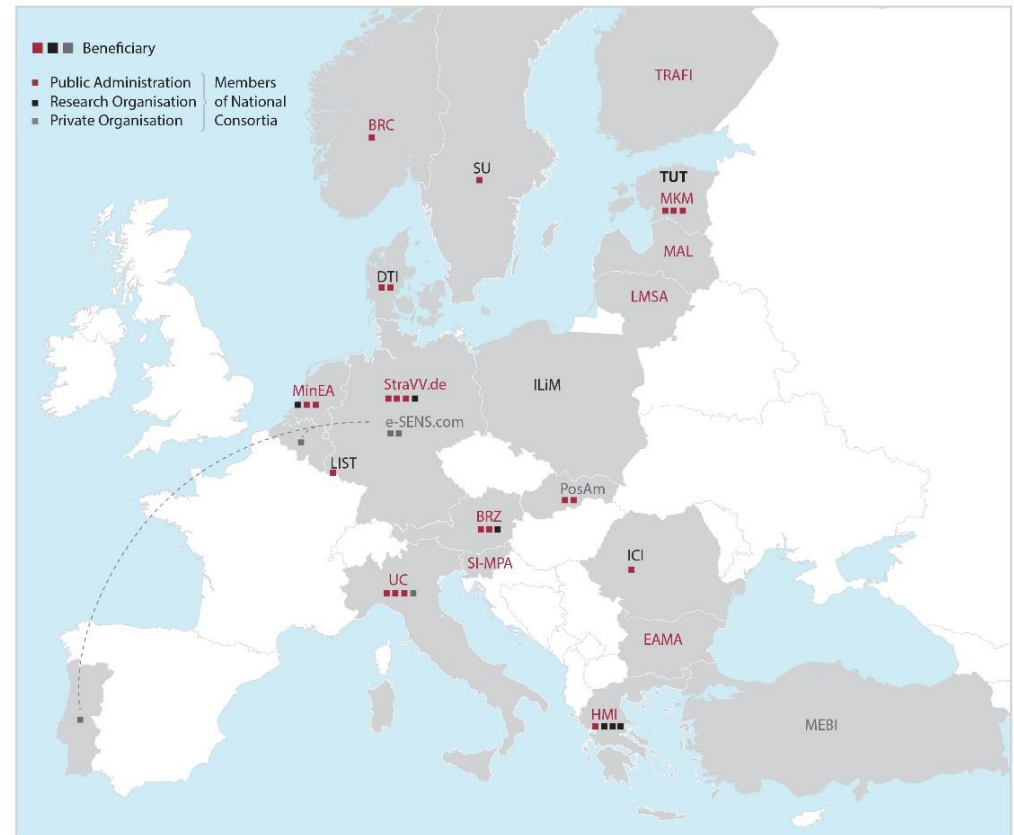 Beneficiary
Public Administration
Research Organisation
Private Organisation
Members
of National
Consortia
TRAFI
BRC
SU
TUT
MKM
MAL
DTI
LMSA
MinEA
StraVV.de
ILiM
e-SENS.com
LIST
PosAm
BRZ
SI-MPA
ICI
UC
EAMA
HMI
MEBI